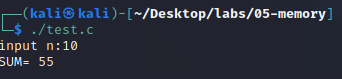 ┌──(kali㉿kali)-[~/Desktop/labs/05-memory]
└─$ ./test.c
input n:10
SUM= 55